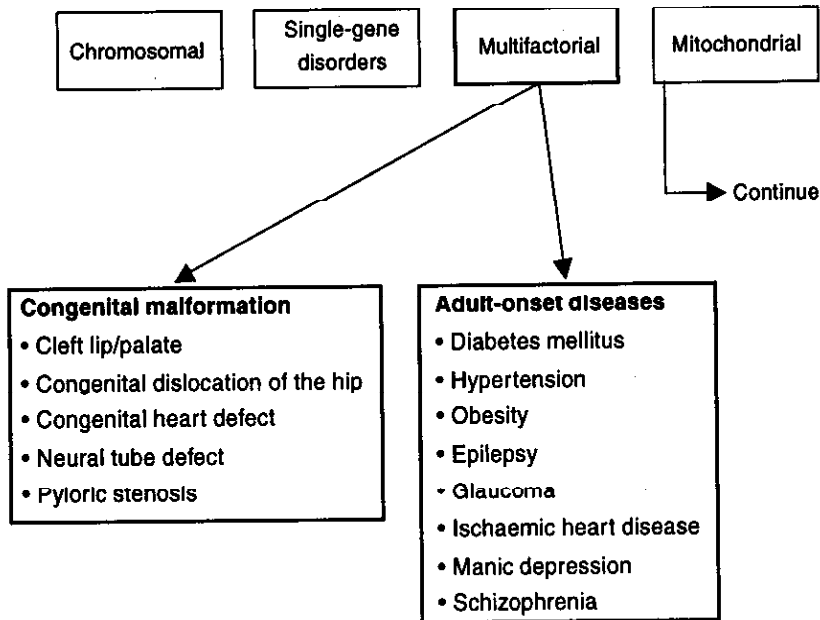 Chromosomal
Single-gene
disorders
Multifactorial
Mitochondrial
Continue
Congenital malformation
• Cleft lip/palate
• Congenital dislocation of the hip
• Congenital heart defect
• Neural tube defect
• Pyloric stenosis
Adult-onset diseases
• Diabetes mellitus
• Hypertension
• Obesity
• Epilepsy
• Glaucoma
• Ischaemic heart disease
• Manic depression
• Schizophrenia